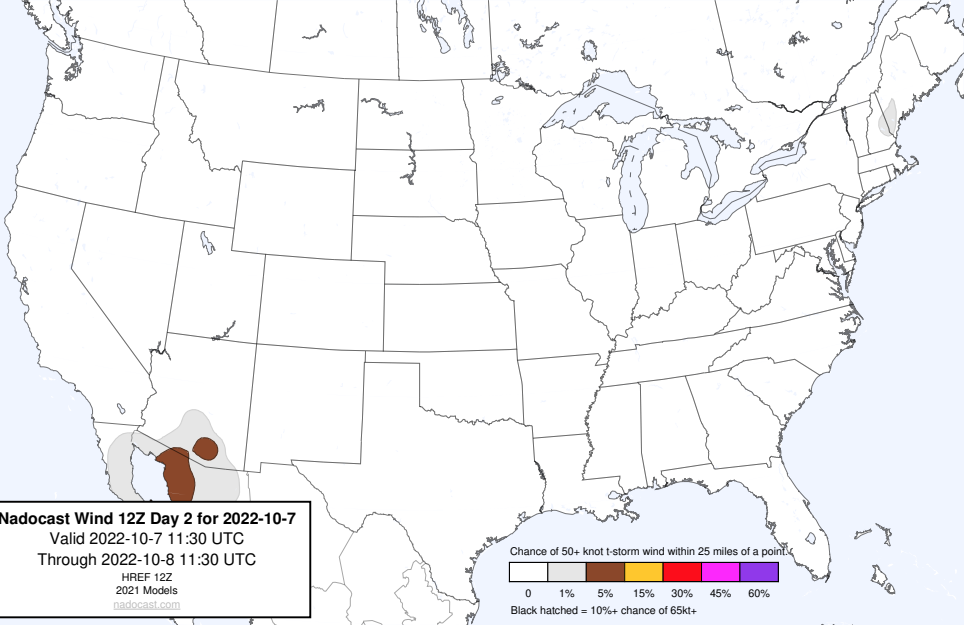 Nadocast Wind 12Z Day 2 for 2022-10-7
Valid 2022-10-7 11:30 UTC
Through 2022-10-8 11:30 UTC
HREF 12Z
2021 Models
nadocast.com
Chance of 50+ knot t-storm wind within 25 miles of a point.
0 1% 5% 15% 30% 45% 60%
Black hatched = 10%+ chance of 65kt+